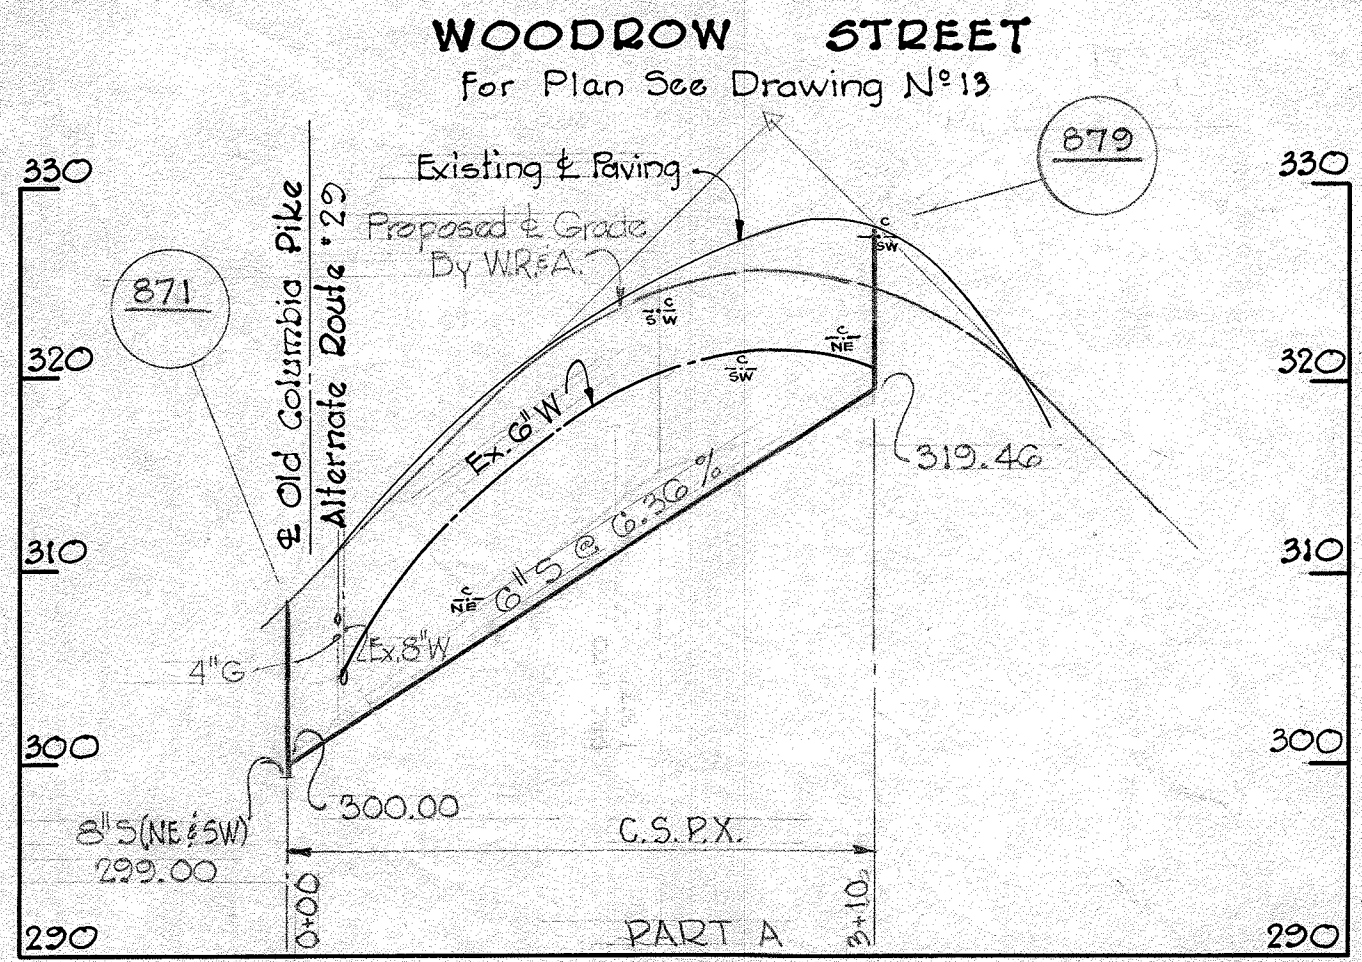 WOODROW STREET
For Plan See Drawing Nº 13
879
330
330
Existing ℄ Paving
Proposed ℄ Grade
By W.R.&A.
871
℄ Old Columbia Pike
Alternate Route #29
C
SW
C
S W
C
NE
C
SW
320
320
Ex. 6" W
319.46
6" S @ 6.36 %
310
310
C
NE
4" G
Ex. 8" W
300
300
300.00
8" S (NE & SW)
299.00
C.S.P.X.
0+00
3+10
PART A
290
290